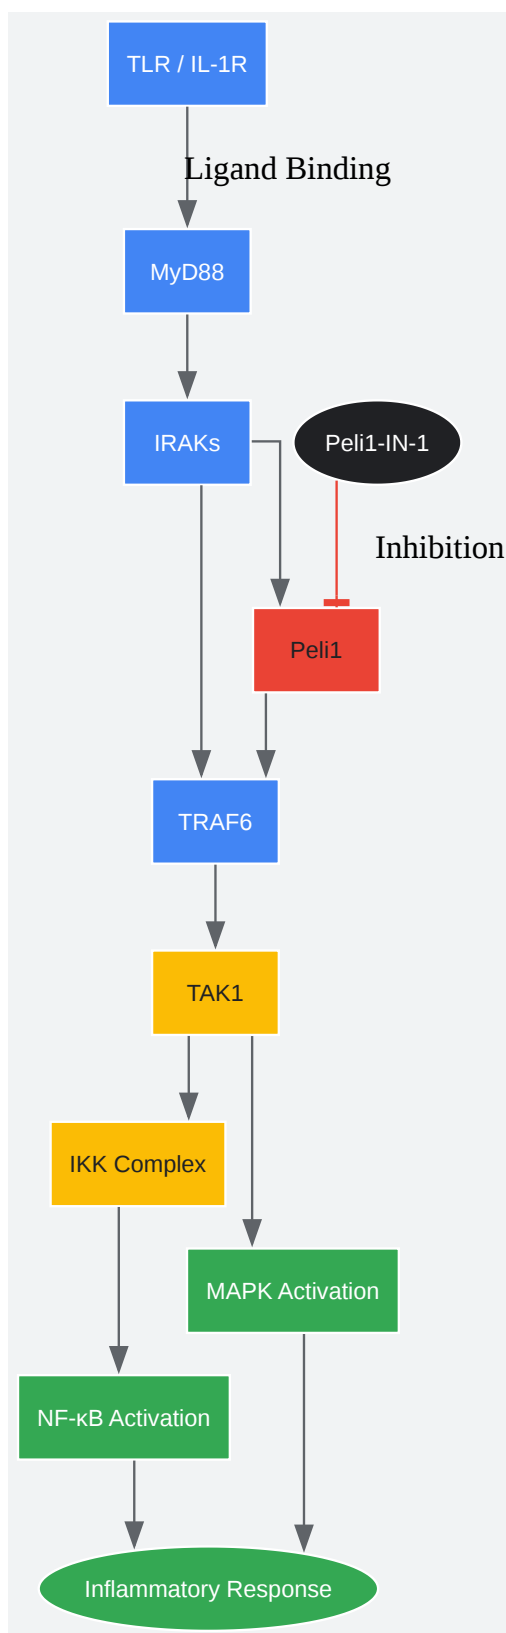 TLR / IL-1R
Ligand Binding
MyD88
IRAKs
Peli1-IN-1
Inhibition
Peli1
TRAF6
TAK1
IKK Complex
MAPK Activation
NF-κB Activation
Inflammatory Response